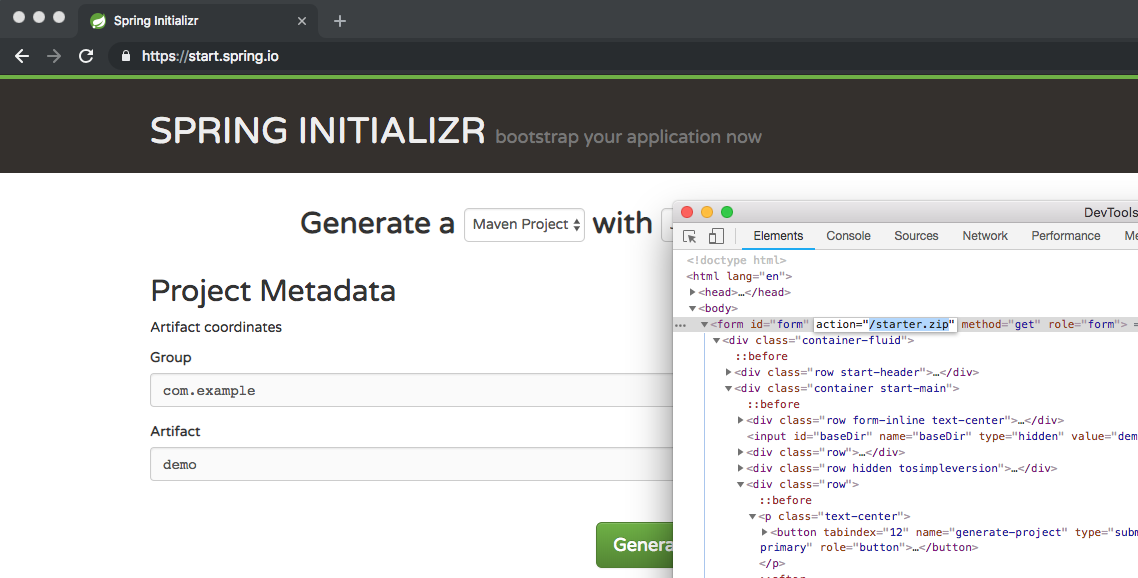 Spring Initializr
https://start.spring.io
SPRING INITIALIZR bootstrap your application now
Generate a Maven Project with
Project Metadata
Artifact coordinates
Group
com.example
Artifact
demo
Genera
DevTools
Elements Console Sources Network Performance Me
<!doctype html>
<html lang="en">
<head>…</head>
<body>
… <form id="form" action="/starter.zip" method="get" role="form"> =
<div class="container-fluid">
::before
<div class="row start-header">…</div>
<div class="container start-main">
::before
<div class="row form-inline text-center">…</div>
<input id="baseDir" name="baseDir" type="hidden" value="dem
<div class="row">…</div>
<div class="row hidden tosimpleversion">…</div>
<div class="row">
::before
<p class="text-center">
<button tabindex="12" name="generate-project" type="subm
primary" role="button">…</button>
</p>
::after